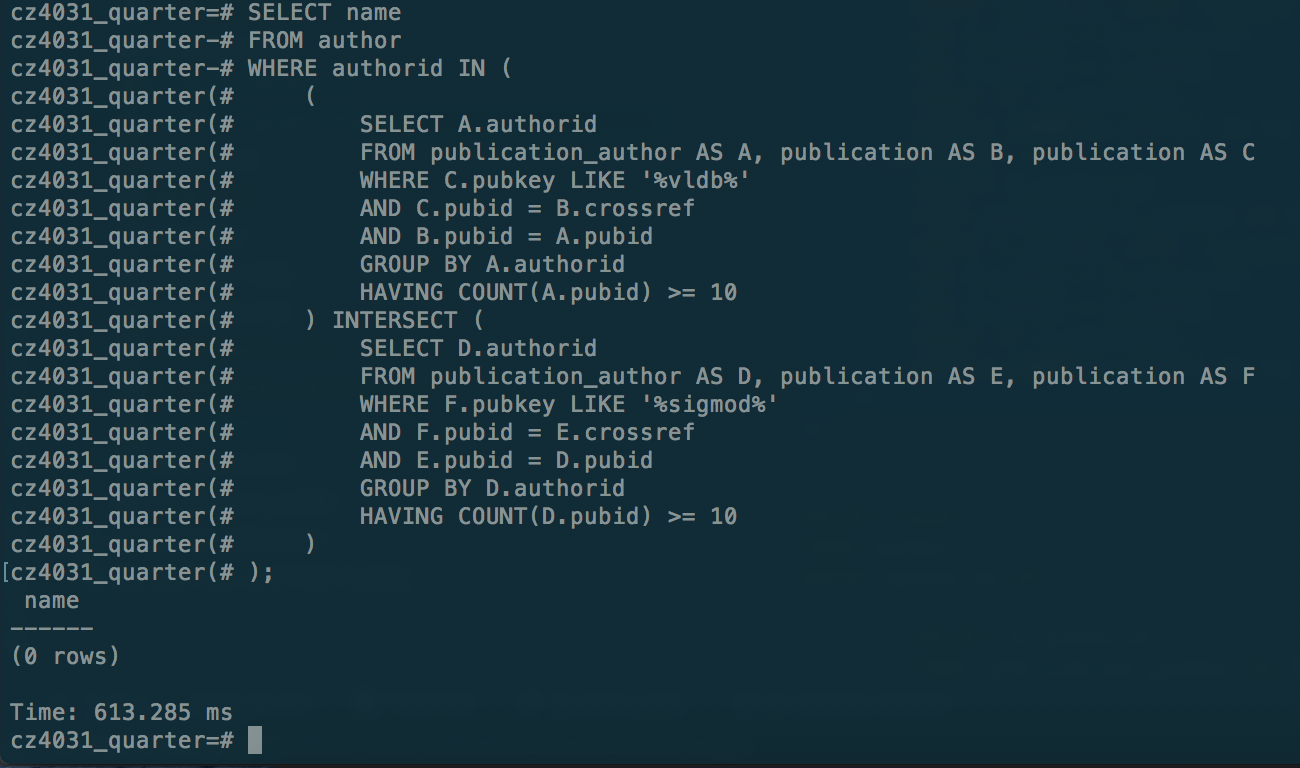 cz4031_quarter=# SELECT name
cz4031_quarter-# FROM author
cz4031_quarter-# WHERE authorid IN (
cz4031_quarter(#     (
cz4031_quarter(#         SELECT A.authorid
cz4031_quarter(#         FROM publication_author AS A, publication AS B, publication AS C
cz4031_quarter(#         WHERE C.pubkey LIKE '%vldb%'
cz4031_quarter(#         AND C.pubid = B.crossref
cz4031_quarter(#         AND B.pubid = A.pubid
cz4031_quarter(#         GROUP BY A.authorid
cz4031_quarter(#         HAVING COUNT(A.pubid) >= 10
cz4031_quarter(#     ) INTERSECT (
cz4031_quarter(#         SELECT D.authorid
cz4031_quarter(#         FROM publication_author AS D, publication AS E, publication AS F
cz4031_quarter(#         WHERE F.pubkey LIKE '%sigmod%'
cz4031_quarter(#         AND F.pubid = E.crossref
cz4031_quarter(#         AND E.pubid = D.pubid
cz4031_quarter(#         GROUP BY D.authorid
cz4031_quarter(#         HAVING COUNT(D.pubid) >= 10
cz4031_quarter(#     )
[cz4031_quarter(# );
 name
------
(0 rows)

Time: 613.285 ms
cz4031_quarter=#